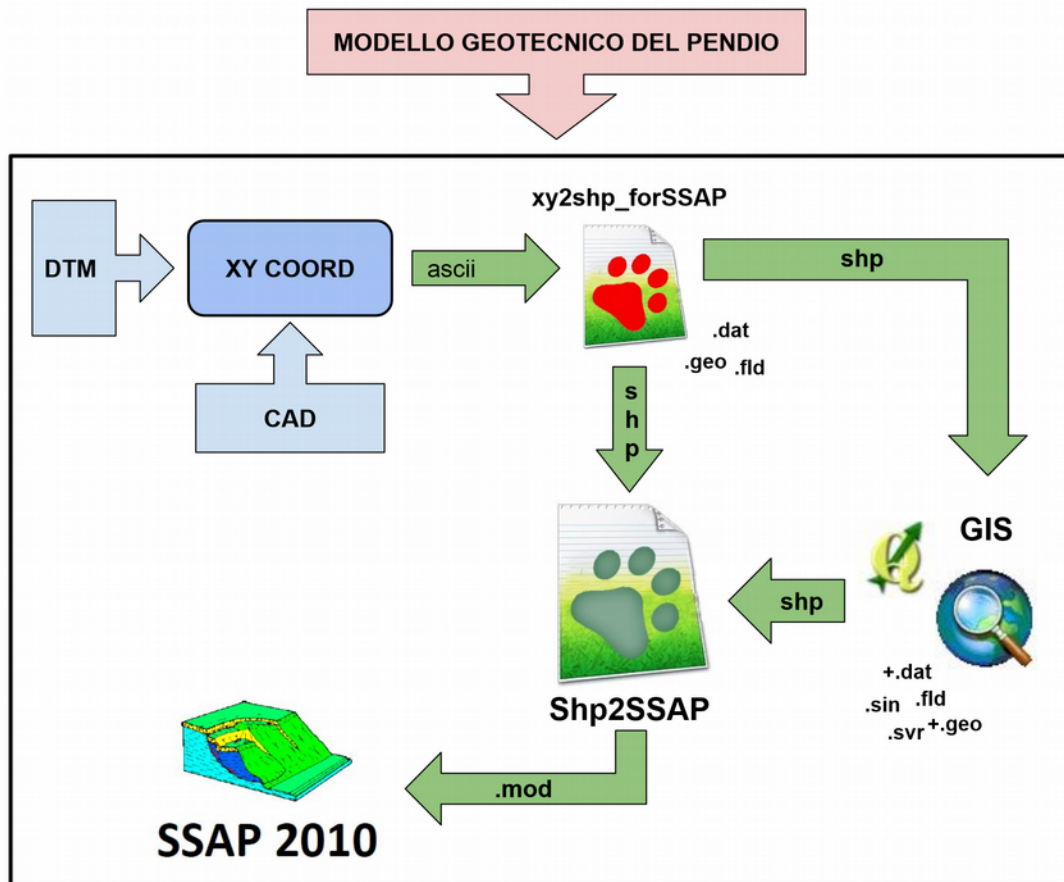 MODELLO GEOTECNICO DEL PENDIO
xy2shp_forSSAP
DTM
XY COORD
ascii
shp
.dat
.geo .fld
CAD
shp
GIS
shp
+.dat
.sin .fld
.svr +.geo
Shp2SSAP
.mod
SSAP 2010